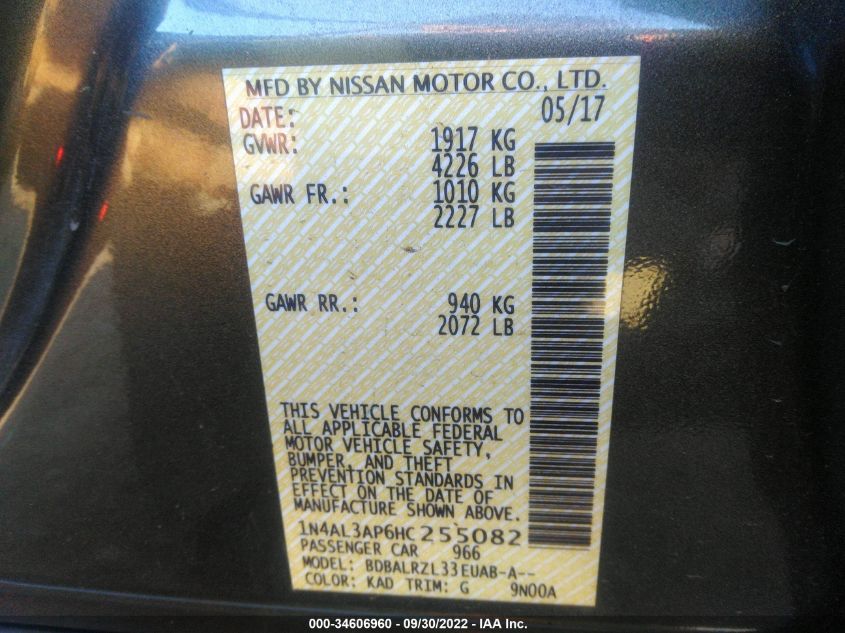 MFD BY NISSAN MOTOR CO., LTD.
DATE: 05/17
GVWR: 1917 KG
4226 LB
GAWR FR.: 1010 KG
2227 LB
GAWR RR.: 940 KG
2072 LB
THIS VEHICLE CONFORMS TO
ALL APPLICABLE FEDERAL
MOTOR VEHICLE SAFETY,
BUMPER, AND THEFT
PREVENTION STANDARDS IN
EFFECT ON THE DATE OF
MANUFACTURE SHOWN ABOVE.
1N4AL3AP6HC255082
PASSENGER CAR 966
MODEL: BDBALRZL33EUAB-A--
COLOR: KAD TRIM: G 9N00A
000-34606960 - 09/30/2022 - IAA Inc.